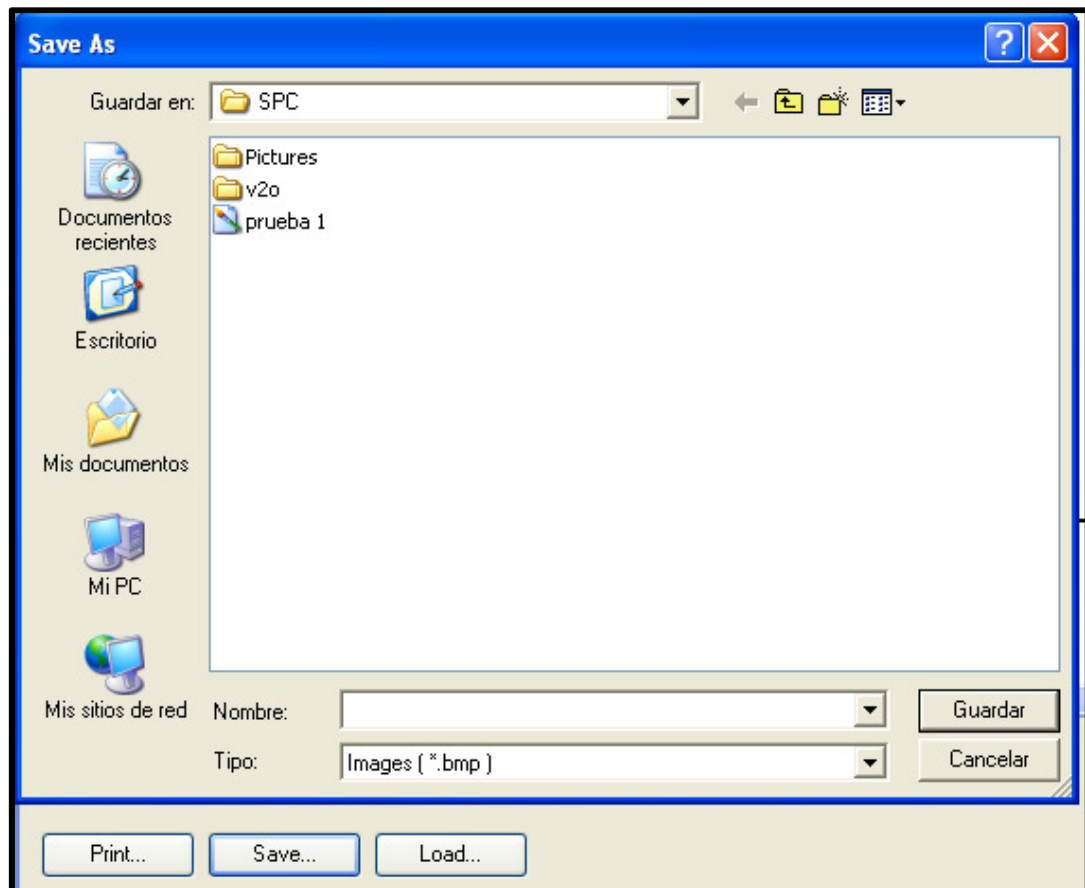 Save As
Guardar en:
SPC
Pictures
v2o
prueba 1
Documentos
recientes
Escritorio
Mis documentos
Mi PC
Mis sitios de red
Nombre:
Guardar
Tipo:
Images ( *.bmp )
Cancelar
Print...
Save...
Load...